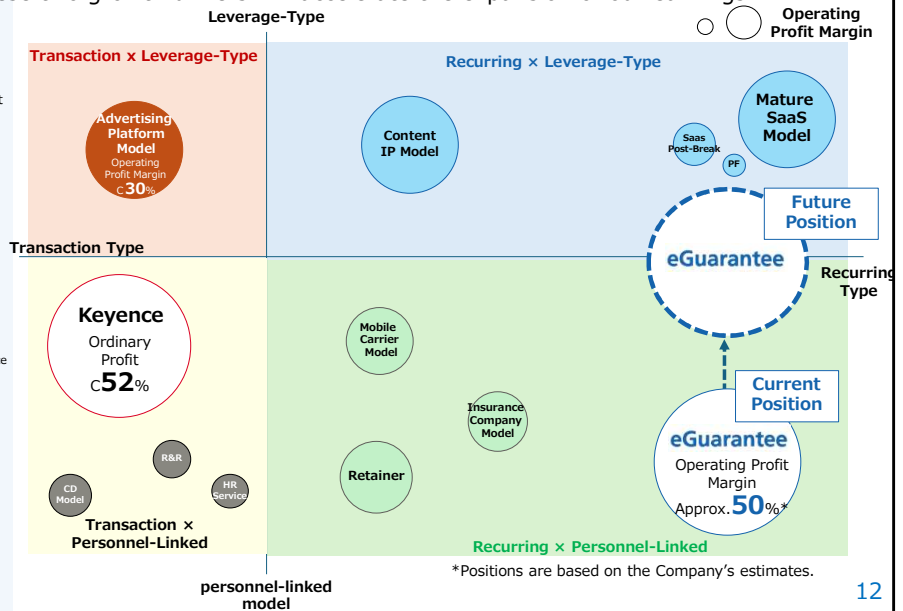 Leverage-Type
Operating
Profit Margin
Transaction x Leverage-Type
Recurring × Leverage-Type
Advertising
Platform
Model
Operating
Profit Margin
C 30%
Content
IP Model
Saas
Post-Break
PF
Mature
SaaS
Model
Future
Position
eGuarantee
Transaction Type
Recurring
Type
Keyence
Ordinary
Profit
C52%
Mobile
Carrier
Model
Insurance
Company
Model
Current
Position
eGuarantee
Operating Profit
Margin
Approx.50%*
R&R
CD
Model
HR
Service
Retainer
Transaction ×
Personnel-Linked
Recurring × Personnel-Linked
*Positions are based on the Company's estimates.
personnel-linked
model
12